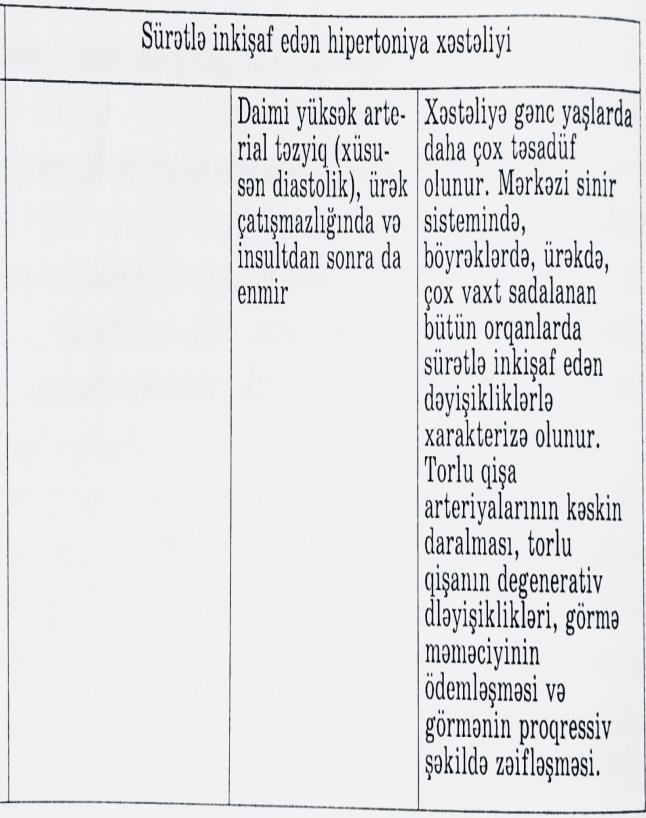 Sürətlə inkişaf edən hipertoniya xəstəliyi
Daimi yüksək arte-
rial təzyiq (xüsu-
sən diastolik), ürək
çatışmazlığında və
insultdan sonra da
enmir
Xəstəliyə gənc yaşlarda
daha çox təsadüf
olunur. Mərkəzi sinir
sistemində,
böyrəklərdə, ürəkdə,
çox vaxt sadalanan
bütün orqanlarda
sürətlə inkişaf edən
dəyişikliklərlə
xarakterizə olunur.
Torlu qişa
arteriyalarının kəskin
daralması, torlu
qişanın degenerativ
dləyişiklikləri, görmə
məməciyinin
ödemləşməsi və
görmənin proqressiv
şəkildə zəifləşməsi.